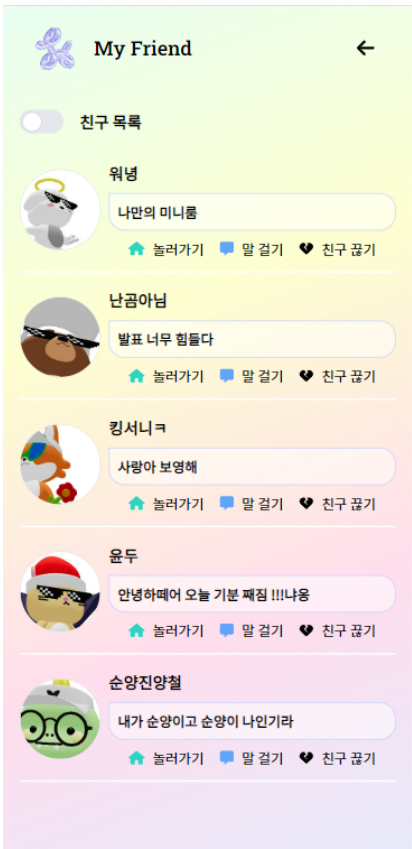 My Friend
친구 목록
워녕
나만의 미니룸
놀러가기 말 걸기 친구 끊기
난곰아님
발표 너무 힘들다
놀러가기 말 걸기 친구 끊기
킹서니ㅋ
사랑아 보영해
놀러가기 말 걸기 친구 끊기
윤두
안녕하떼어 오늘 기분 째짐 !!!냐옹
놀러가기 말 걸기 친구 끊기
순양진양철
내가 순양이고 순양이 나인기라
놀러가기 말 걸기 친구 끊기